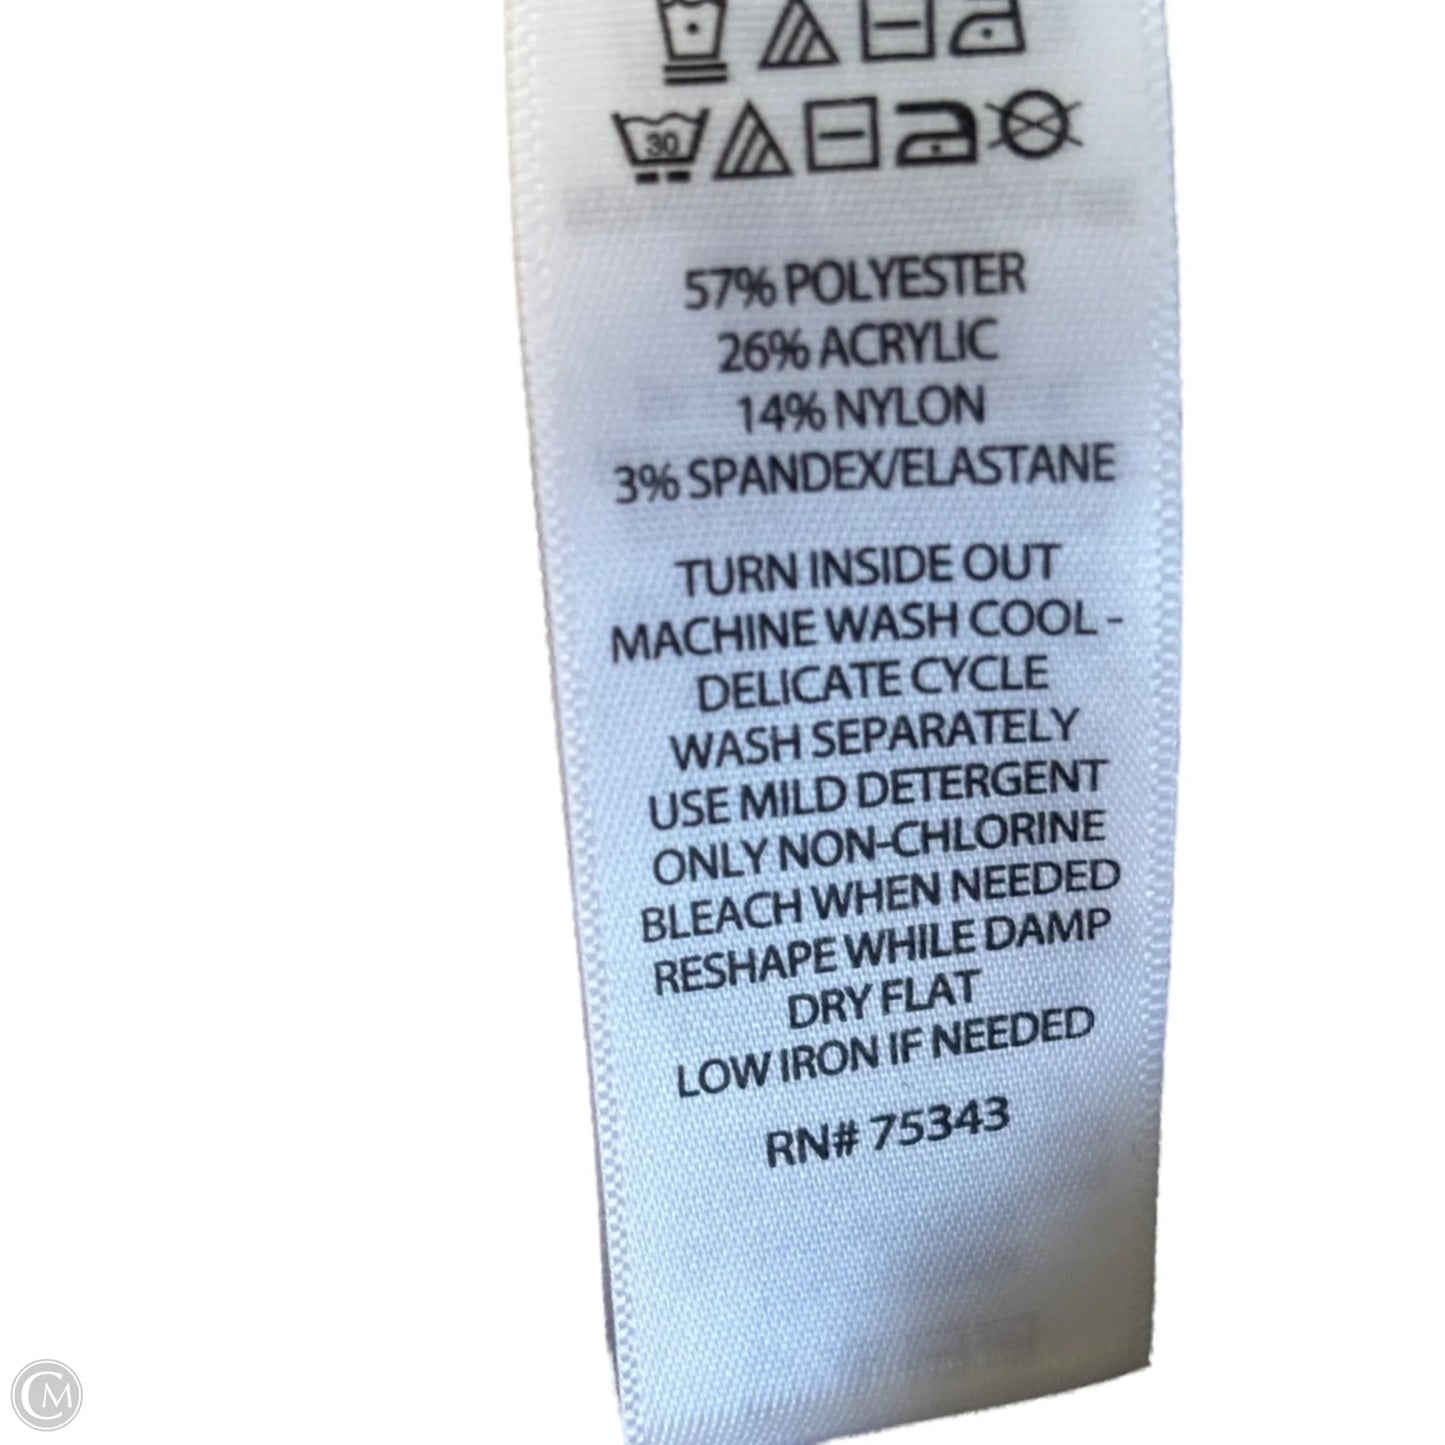 30
57% POLYESTER
26% ACRYLIC
14% NYLON
3% SPANDEX/ELASTANE
TURN INSIDE OUT
MACHINE WASH COOL -
DELICATE CYCLE
WASH SEPARATELY
USE MILD DETERGENT
ONLY NON-CHLORINE
BLEACH WHEN NEEDED
RESHAPE WHILE DAMP
DRY FLAT
LOW IRON IF NEEDED
RN# 75343
CM